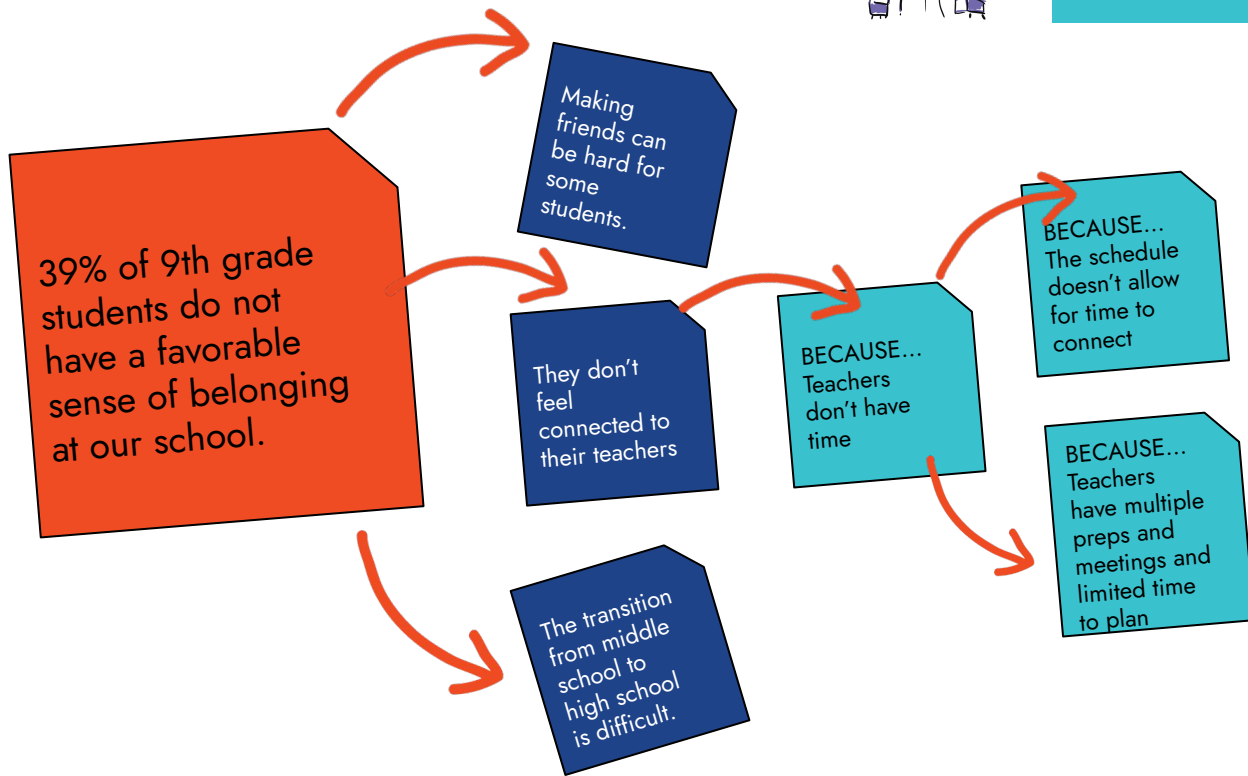 39% of 9th grade
students do not
have a favorable
sense of belonging
at our school.
Making
friends can
be hard for
some
students.
They don’t
feel
connected to
their teachers
The transition
from middle
school to
high school
is difficult.
BECAUSE...
Teachers
don’t have
time
BECAUSE...
The schedule
doesn’t allow
for time to
connect
BECAUSE...
Teachers
have multiple
preps and
meetings and
limited time
to plan